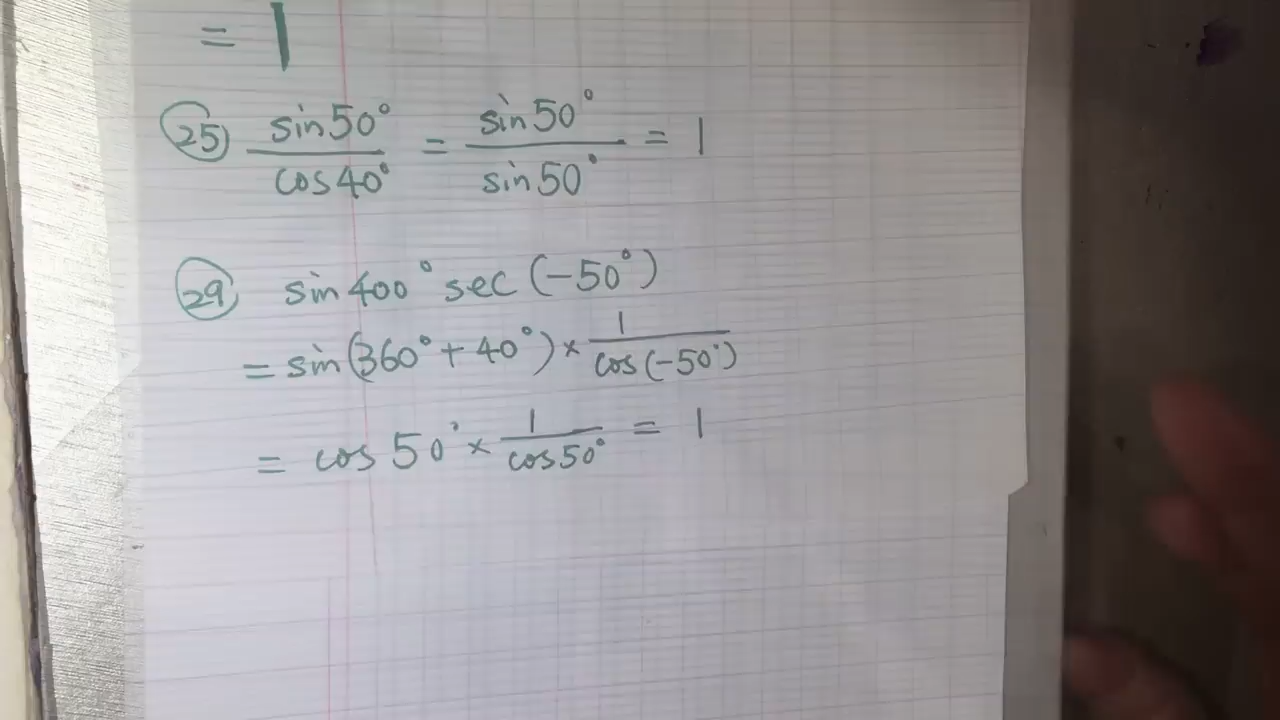 = 1
25) sin50°/cos40° = sin50°/sin50° = 1
29) sin400° sec(-50°)
= sin(360° + 40°) × 1/cos(-50°)
= cos50° × 1/cos50° = 1